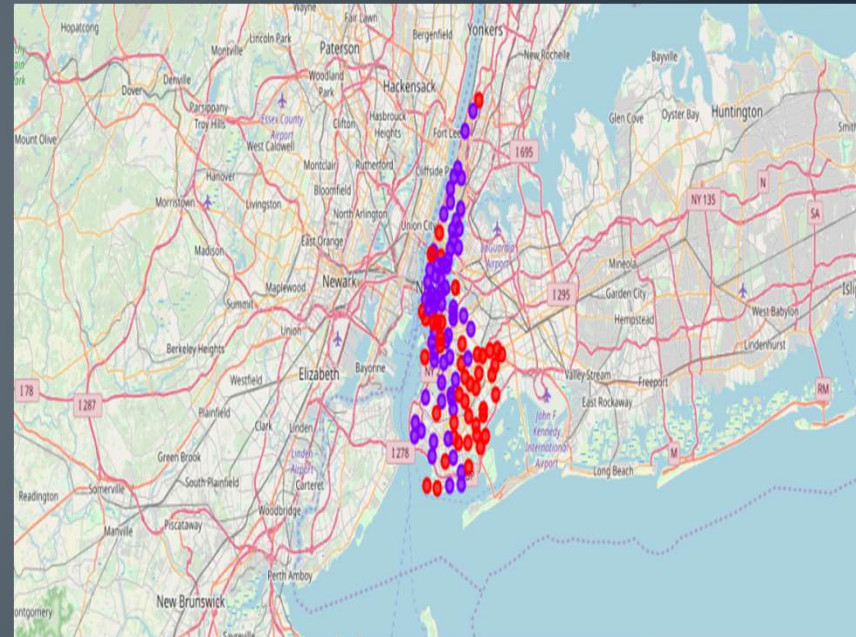 Hopatcong
Wayne
Fair Lawn
Bergenfield
Yonkers
Lincoln Park
Montville
Paterson
New Rochelle
Bayville
Denville
Dover
Woodland
Park
Hackensack
Parsippany-
Troy Hills
Essex County
Airport
Clifton
Hasbrouck
Heights
Glen Cove
Oyster Bay
Huntington
Mount Olive
West Caldwell
Fort Lee
I 695
Montclair
Rutherford
Cliffside
Hanover
Bloomfield
N
Morristown
Livingston
North Arlington
NY 135
SA
Union City
East Orange
LaGuardia
Airport
Madison
Mineola
Newark
Maplewood
Summit
I 295
Garden City
Hempstead
West Babylon
Union
Lindenhurst
Berkeley Heights
Elizabeth
Bayonne
NY
Valley Stream
Freeport
I 78
Westfield
East Rockaway
RM
I 287
Plainfield
Clark
Linden
John F
Kennedy
International
Airport
I 278
M
Green Brook
Linden
Airport
Long Beach
Somerville
South Plainfield
Carteret
Readington
Woodbridge
Piscataway
Manville
Perth Amboy
New Brunswick